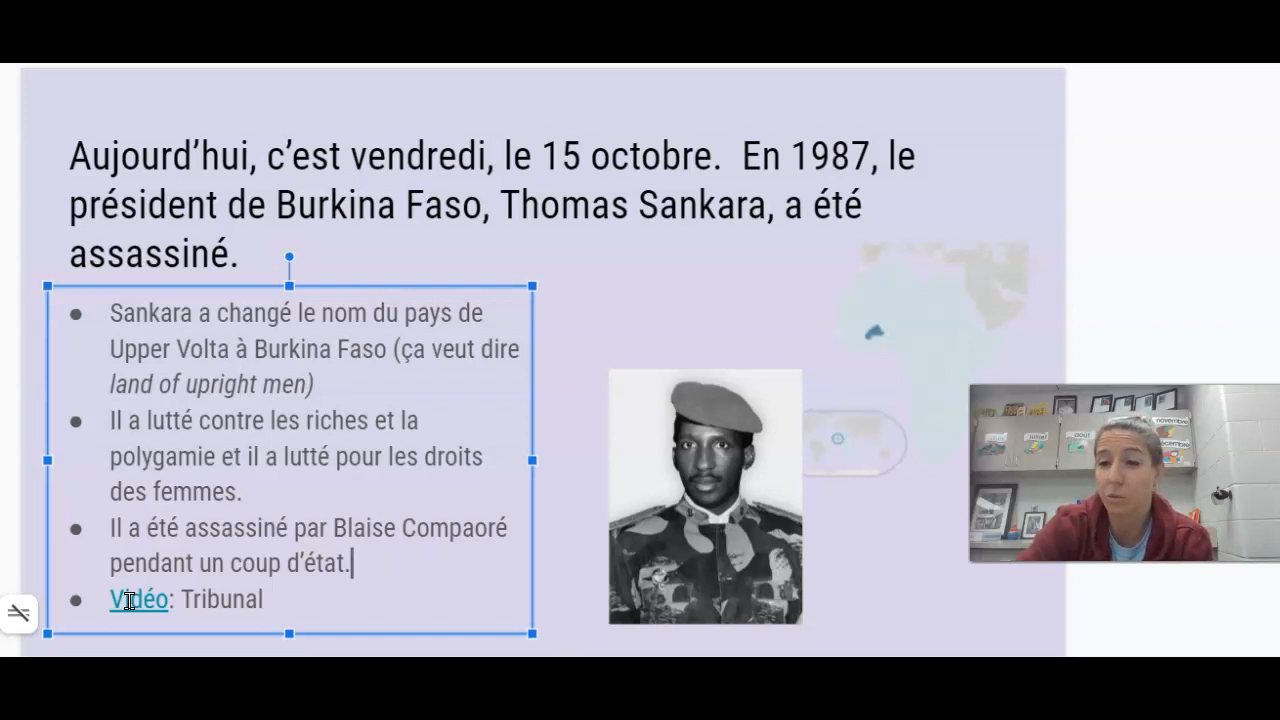 Aujourd’hui, c’est vendredi, le 15 octobre. En 1987, le
président de Burkina Faso, Thomas Sankara, a été
assassiné.
● Sankara a changé le nom du pays de
Upper Volta à Burkina Faso (ça veut dire
land of upright men)
● Il a lutté contre les riches et la
polygamie et il a lutté pour les droits
des femmes.
● Il a été assassiné par Blaise Compaoré
pendant un coup d’état.
● Vidéo: Tribunal
juillet
août
novembre